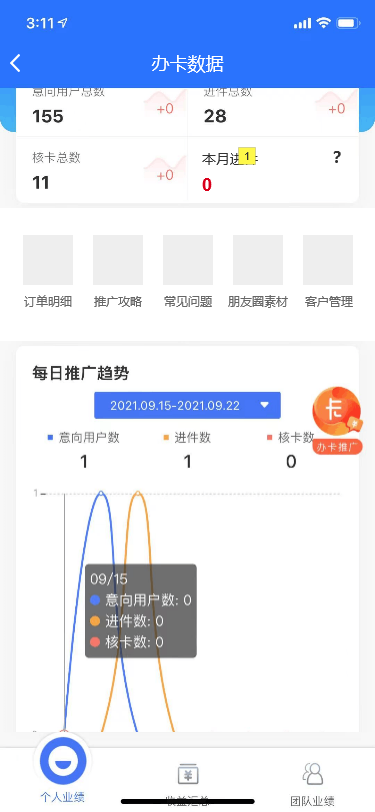 3:11
办卡数据
意向用户总数
进件总数
155
+0
28
+0
核卡总数
本月进件
1
?
11
+0
0
订单明细
推广攻略
常见问题
朋友圈素材
客户管理
每日推广趋势
2021.09.15-2021.09.22
卡
办卡推广
意向用户数
进件数
核卡数
1
1
0
1
09/15
意向用户数: 0
进件数: 0
核卡数: 0
个人业绩
收益汇总
团队业绩